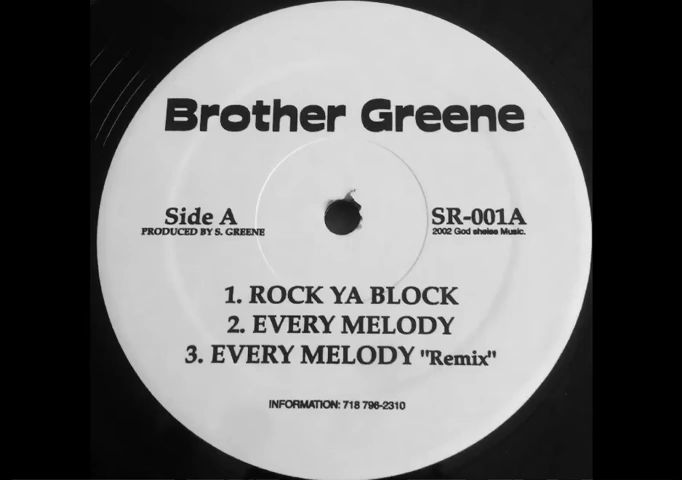 Brother Greene
Side A
PRODUCED BY S. GREENE
SR-001A
2002 God sheise Music.
1. ROCK YA BLOCK
2. EVERY MELODY
3. EVERY MELODY "Remix"
INFORMATION: 718 796-2310